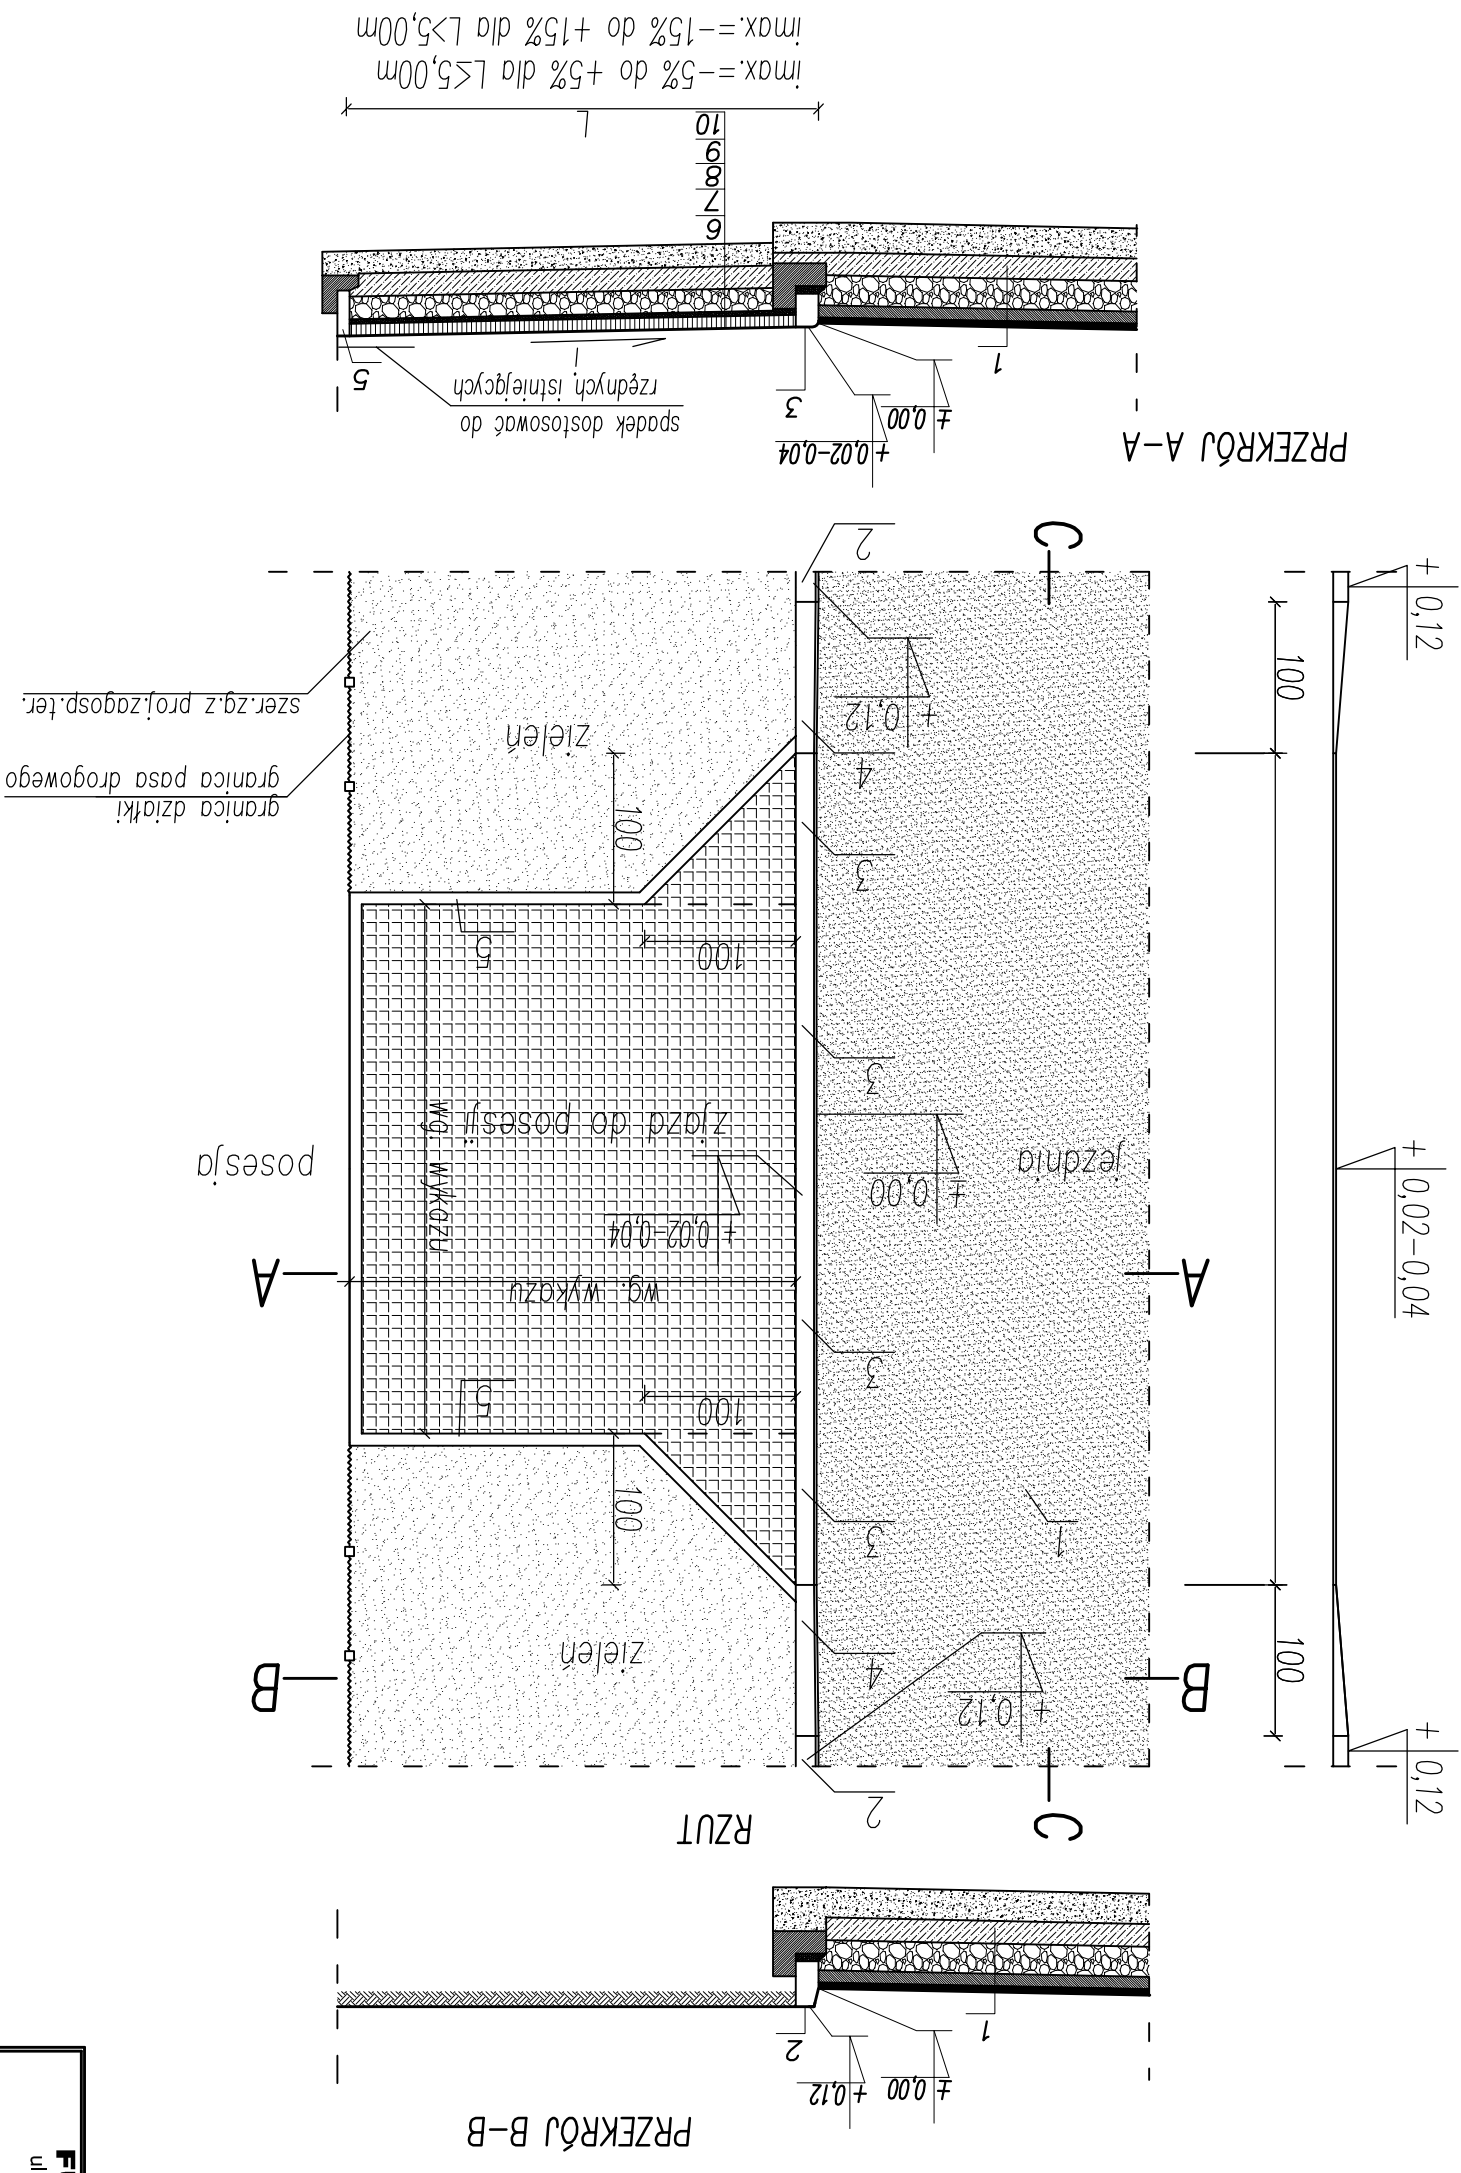 PRZEKRÓJ B-B
± 0,00
+ 0,12
1
2
RZUT
C
2
B
B
+ 0,12
4
zieleń
1
3
100
100
5
3
A
A
wg. wykazu
+ 0,02-0,04
± 0,00
jezdnia
zjazd do posesji
wg. wykazu
posesja
3
100
5
3
100
4
+ 0,12
zieleń
granica działki
granica pasa drogowego
szer.zg.z proj.zagosp.ter.
2
C
+ 0,12
100
+ 0,02-0,04
100
+ 0,12
PRZEKRÓJ A-A
+ 0,02-0,04
± 0,00
spadek dostosować do
rzędnych istniejących
i
1
3
5
6
7
8
9
10
L
imax.=-5% do +5% dla L≤5,00m
imax.=-15% do +15% dla L>5,00m